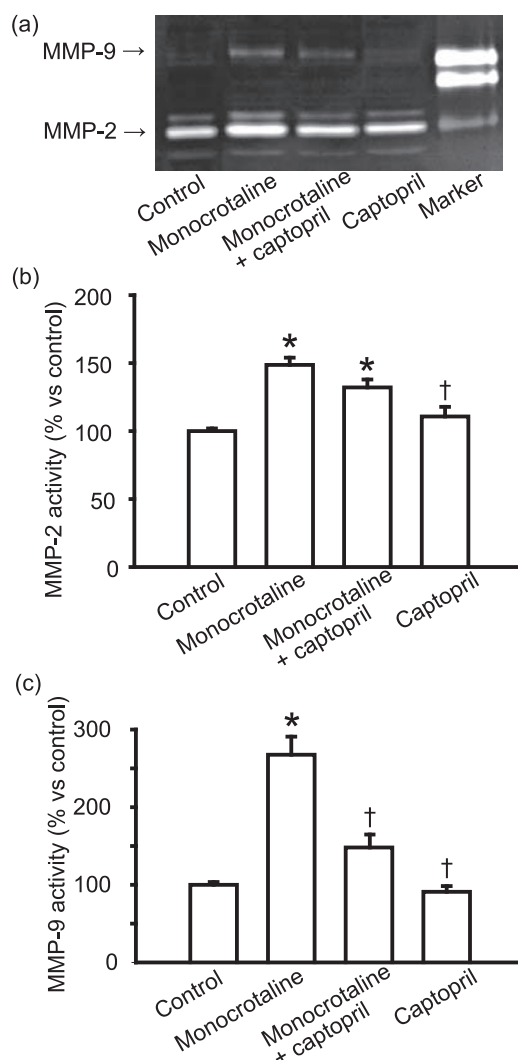 (a)
MMP-9 →
MMP-2 →
Control
Monocrotaline
Monocrotaline
+ captopril
Captopril
Marker
(b)
MMP-2 activity (% vs control)
200
150
100
50
0
*
*
†
Control
Monocrotaline
Monocrotaline
+ captopril
Captopril
(c)
MMP-9 activity (% vs control)
300
200
100
0
*
†
†
Control
Monocrotaline
Monocrotaline
+ captopril
Captopril